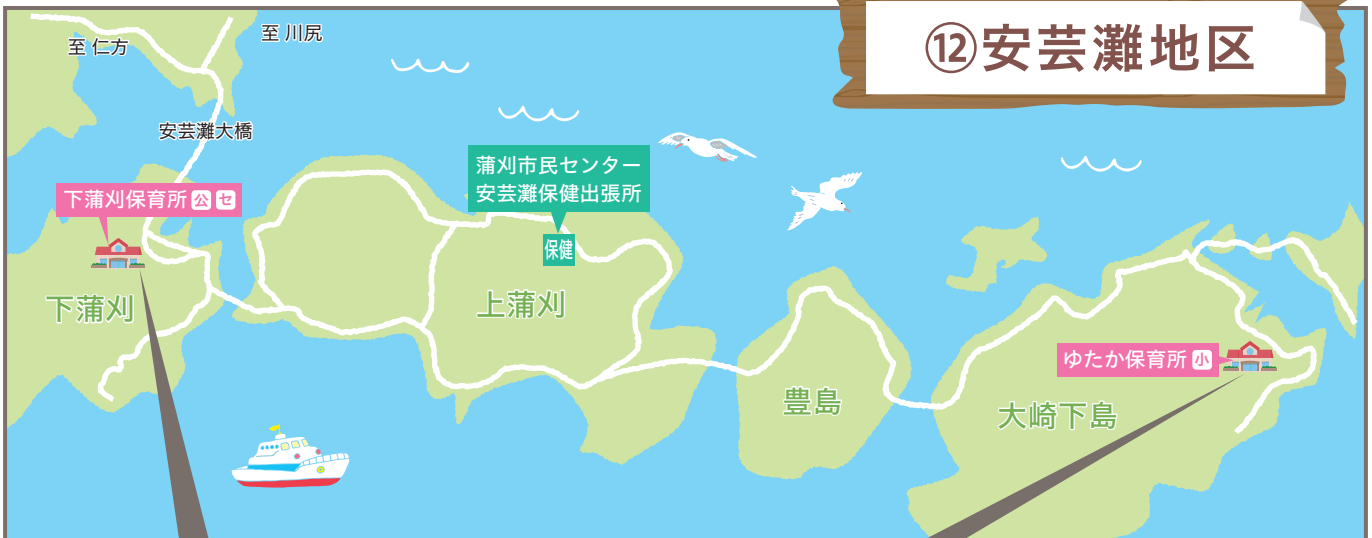 ⑫安芸灘地区
至 仁方
至 川尻
安芸灘大橋
蒲刈市民センター
安芸灘保健出張所
保健
下蒲刈保育所 公 セ
下蒲刈
上蒲刈
豊島
ゆたか保育所 小
大崎下島